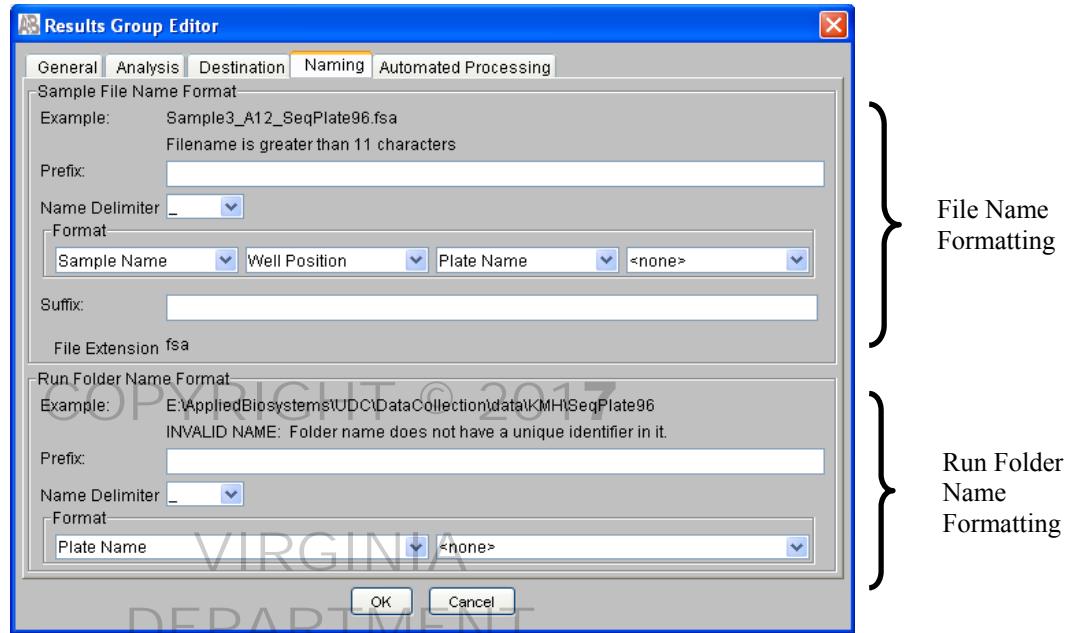 AB Results Group Editor
General Analysis Destination Naming Automated Processing
Sample File Name Format
Example: Sample3_A12_SeqPlate96.fsa
Filename is greater than 11 characters
Prefix:
Name Delimiter _
Format
Sample Name Well Position Plate Name <none>
Suffix:
File Extension fsa
File Name
Formatting
Run Folder Name Format
COPYRIGHT © 2017
Example: E:\AppliedBiosystems\UDC\DataCollection\data\KMH\SeqPlate96
INVALID NAME: Folder name does not have a unique identifier in it.
Prefix:
Name Delimiter _
Format
Plate Name <none>
VIRGINIA
Run Folder
Name
Formatting
OK Cancel
DEPARTMENT